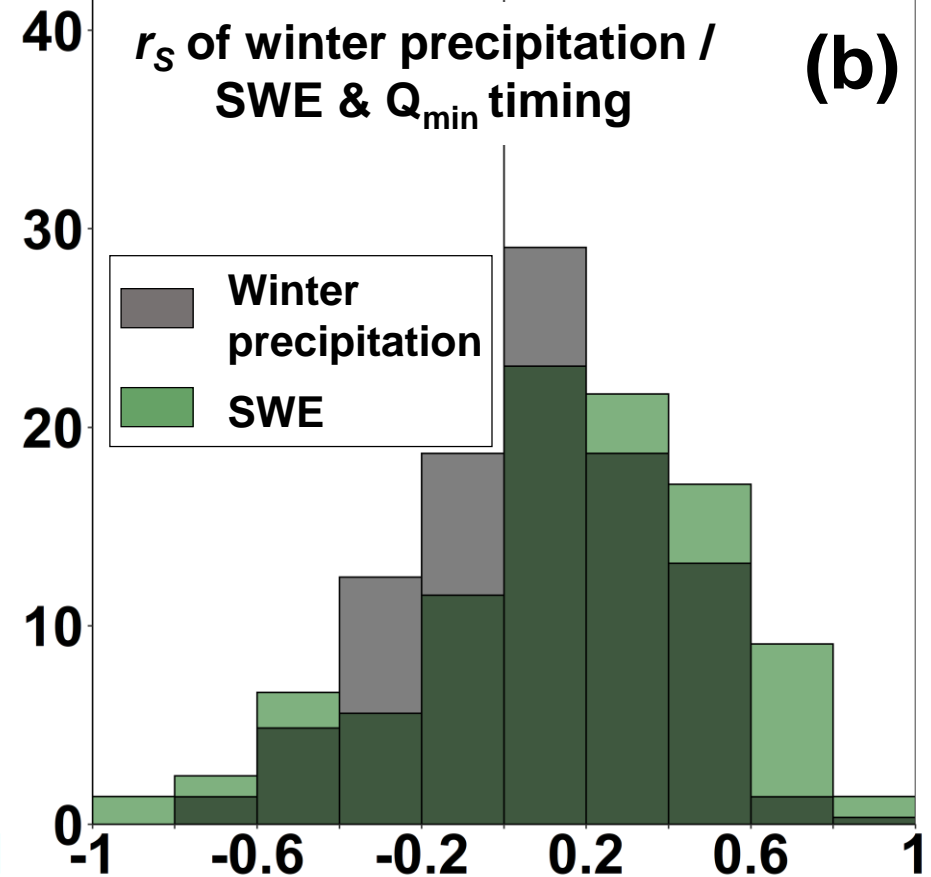 40
r_S of winter precipitation /
SWE & Q_min timing
(b)
30
Winter
precipitation
SWE
20
10
0
-1 -0.6 -0.2 0.2 0.6 1